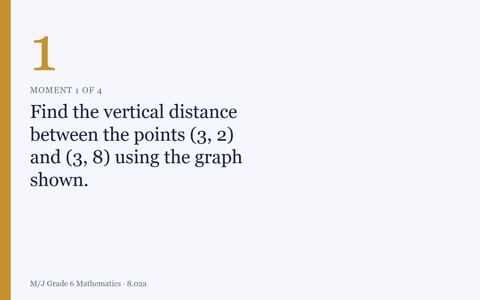 1
MOMENT 1 OF 4
Find the vertical distance
between the points (3, 2)
and (3, 8) using the graph
shown.
M/J Grade 6 Mathematics · 8.02a